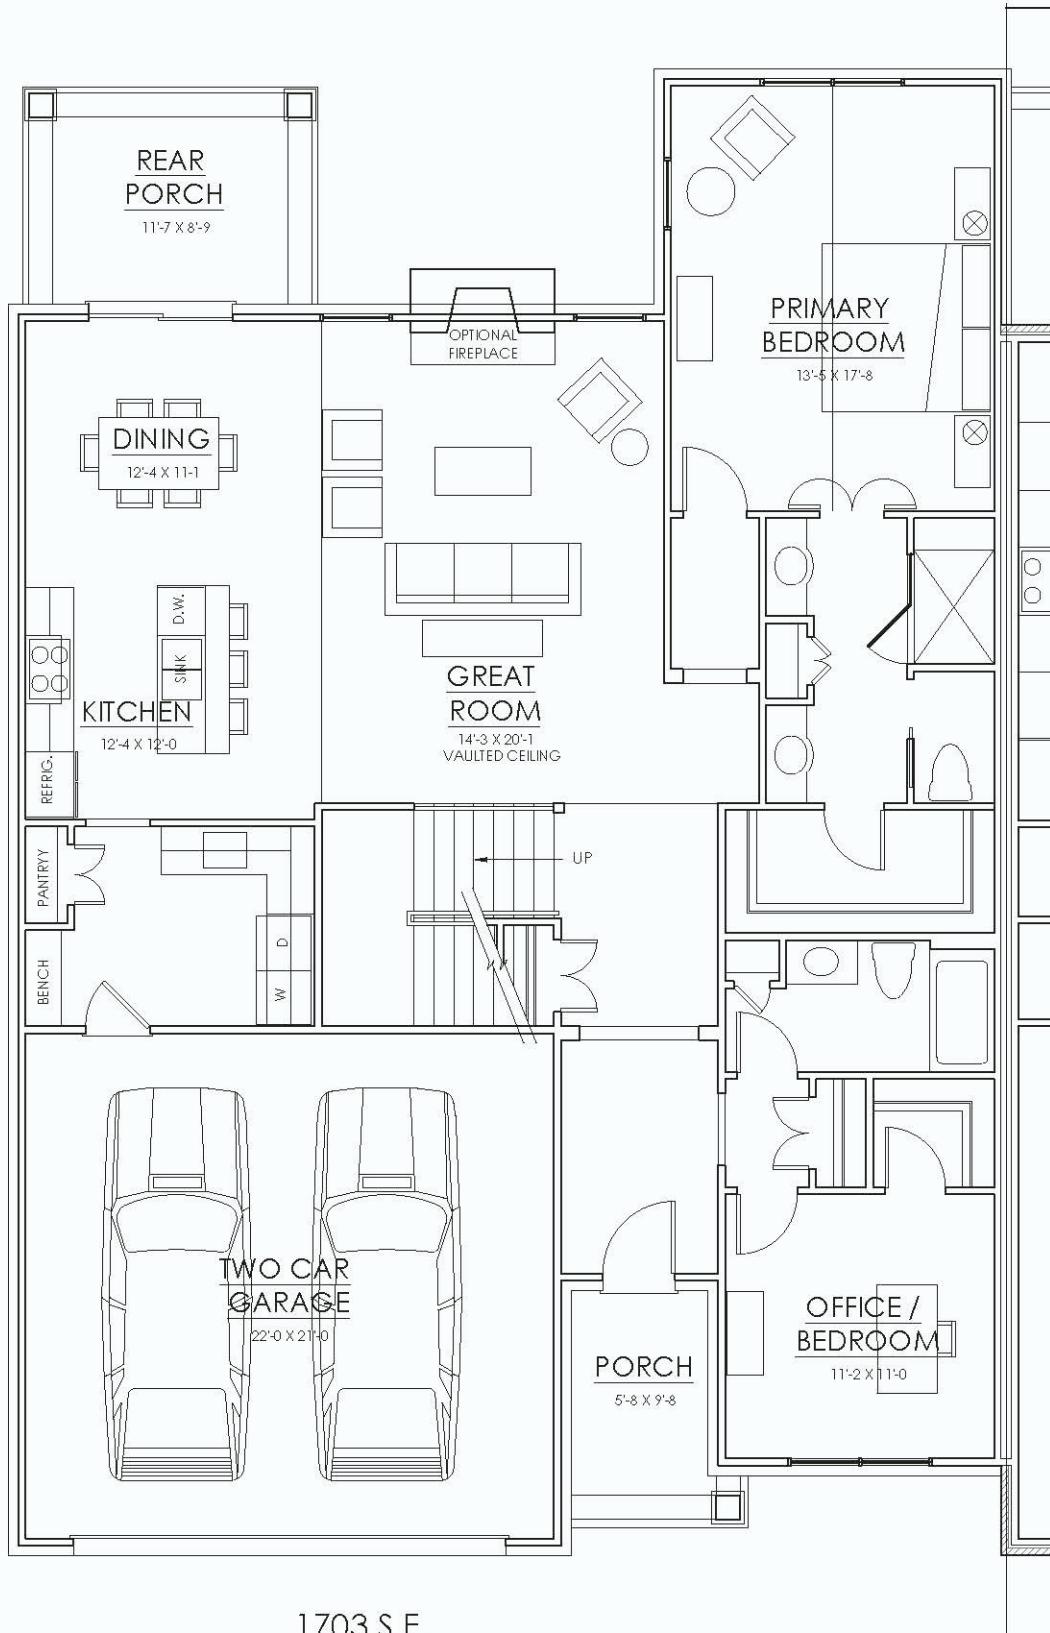 REAR
PORCH
11'-7 X 8'-9
OPTIONAL
FIREPLACE
PRIMARY
BEDROOM
13'-5 X 17'-8
DINING
12'-4 X 11-1
D.W.
SINK
KITCHEN
12'-4 X 12'-0
REFRIG.
GREAT
ROOM
14'-3 X 20'-1
VAULTED CEILING
PANTRYY
UP
BENCH
D
W
TWO CAR
GARAGE
22'-0 X 21'-0
PORCH
5'-8 X 9'-8
OFFICE /
BEDROOM
11'-2 X 11'-0
1703 S.F.